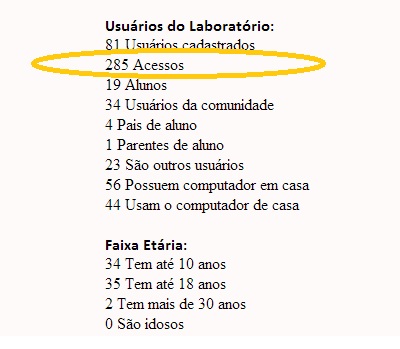 Usuários do Laboratório:
81 Usuários cadastrados
285 Acessos
19 Alunos
34 Usuários da comunidade
4 Pais de aluno
1 Parentes de aluno
23 São outros usuários
56 Possuem computador em casa
44 Usam o computador de casa
Faixa Etária:
34 Tem até 10 anos
35 Tem até 18 anos
2 Tem mais de 30 anos
0 São idosos